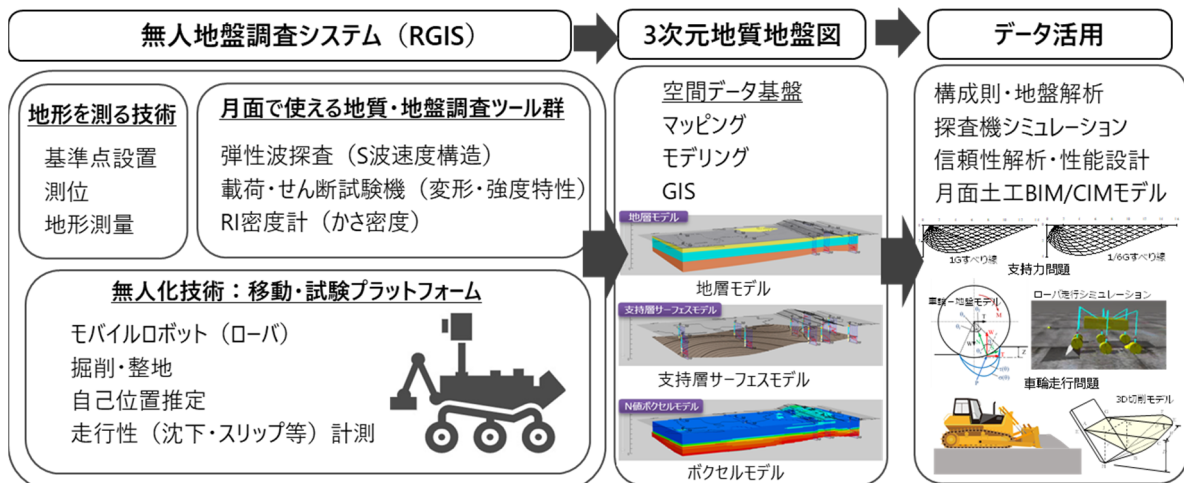 無人地盤調査システム（RGIS）
3次元地質地盤図
データ活用
地形を測る技術
基準点設置
測位
地形測量
月面で使える地質・地盤調査ツール群
弾性波探査（S波速度構造）
載荷・せん断試験機（変形・強度特性）
RI密度計（かさ密度）
無人化技術：移動・試験プラットフォーム
モバイルロボット（ローバ）
掘削・整地
自己位置推定
走行性（沈下・スリップ等）計測
空間データ基盤
マッピング
モデリング
GIS
地層モデル
地層モデル
支持層サーフェスモデル
支持層サーフェスモデル
N値ボクセルモデル
ボクセルモデル
構成則・地盤解析
探査機シミュレーション
信頼性解析・性能設計
月面土工BIM/CIMモデル
1Gすべり線
1/6Gすべり線
支持力問題
車輪－地盤モデル
ローバ走行シミュレーション
車輪走行問題
3D切削モデル